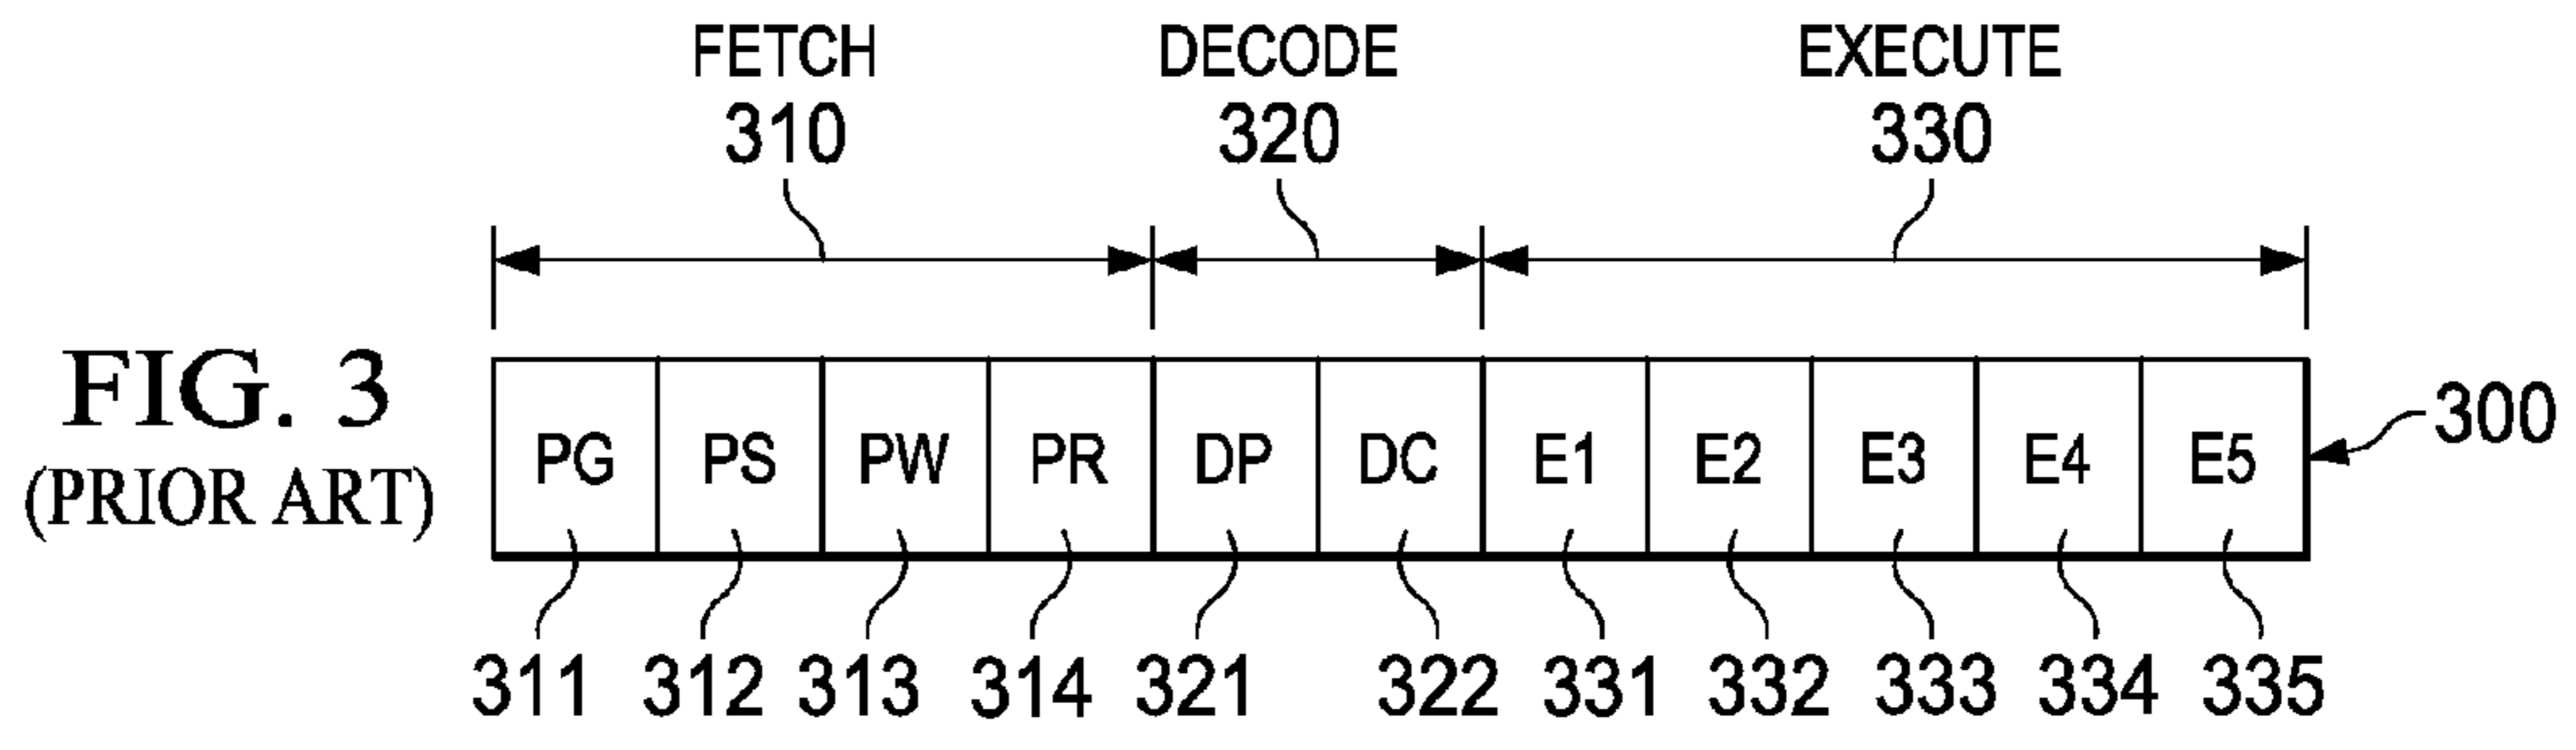 FETCH DECODE EXECUTE
310 320 330
FIG. 3
(PRIOR ART)
PG PS PW PR DP DC E1 E2 E3 E4 E5
300
311 312 313 314 321 322 331 332 333 334 335